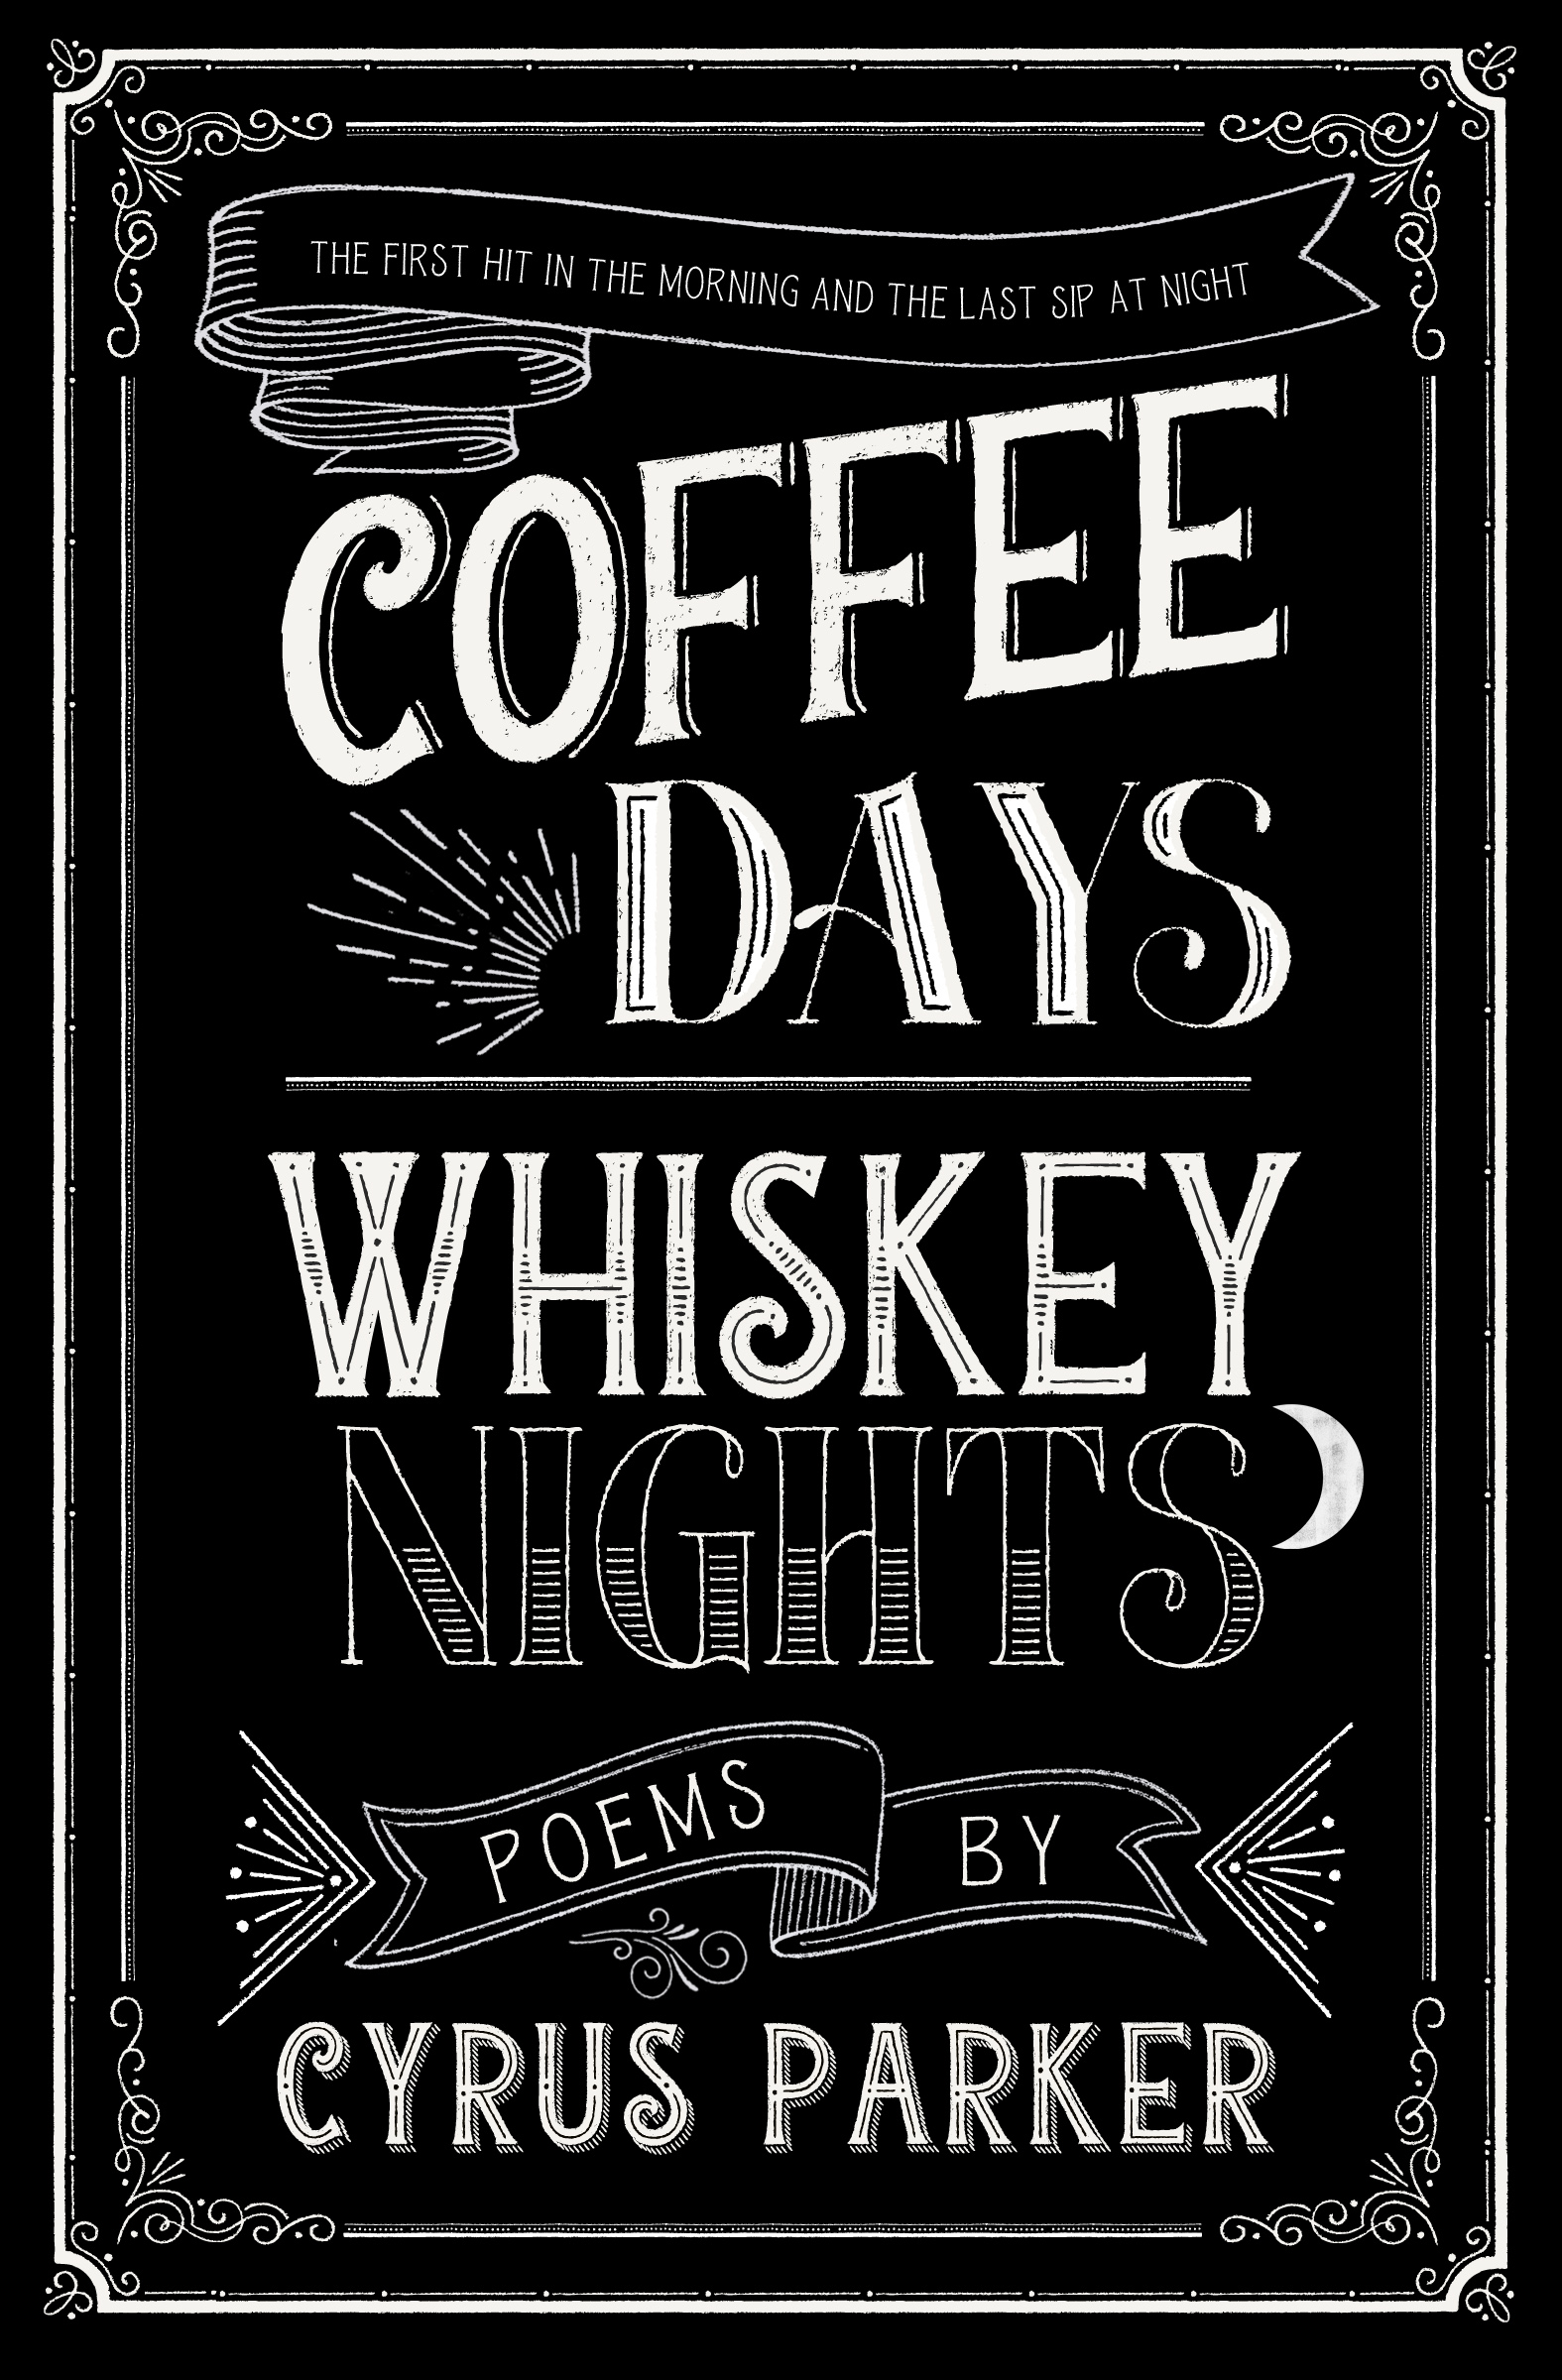 THE FIRST HIT IN THE MORNING AND THE LAST SIP AT NIGHT
COFFEE
DAYS
WHISKEY
NIGHTS
POEMS BY
CYRUS PARKER